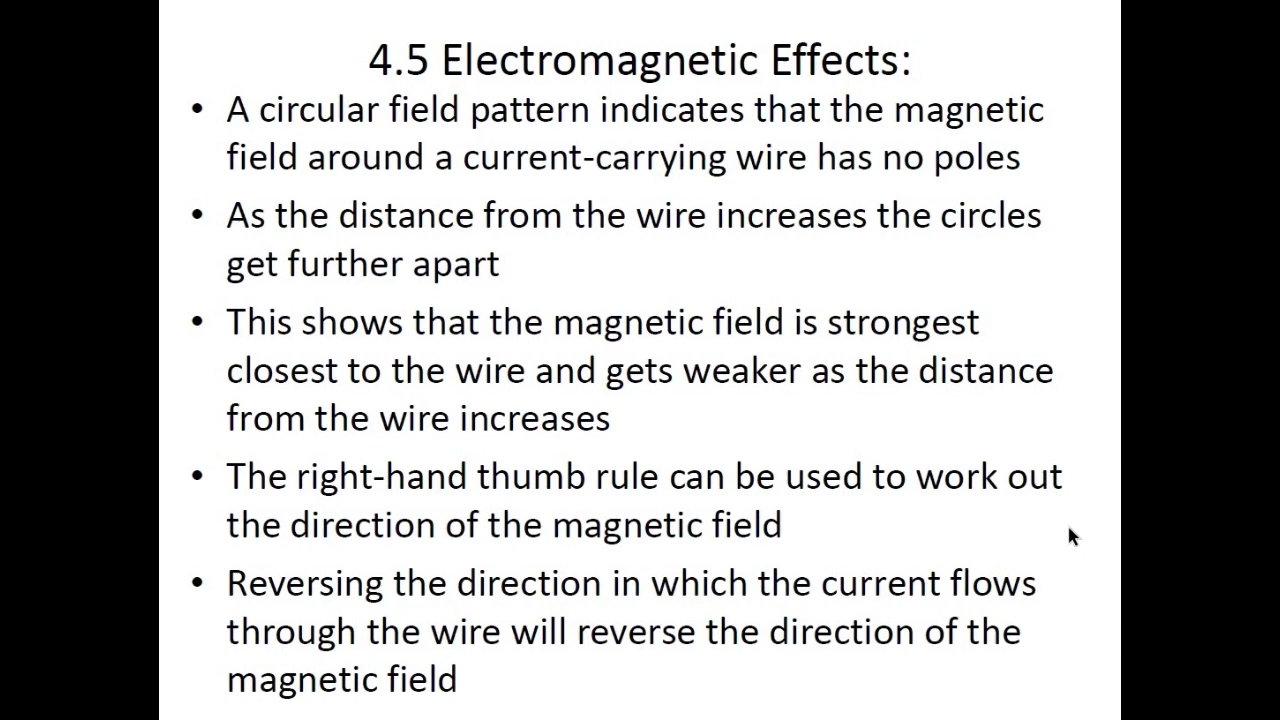 4.5 Electromagnetic Effects:
• A circular field pattern indicates that the magnetic
field around a current-carrying wire has no poles
• As the distance from the wire increases the circles
get further apart
• This shows that the magnetic field is strongest
closest to the wire and gets weaker as the distance
from the wire increases
• The right-hand thumb rule can be used to work out
the direction of the magnetic field
• Reversing the direction in which the current flows
through the wire will reverse the direction of the
magnetic field